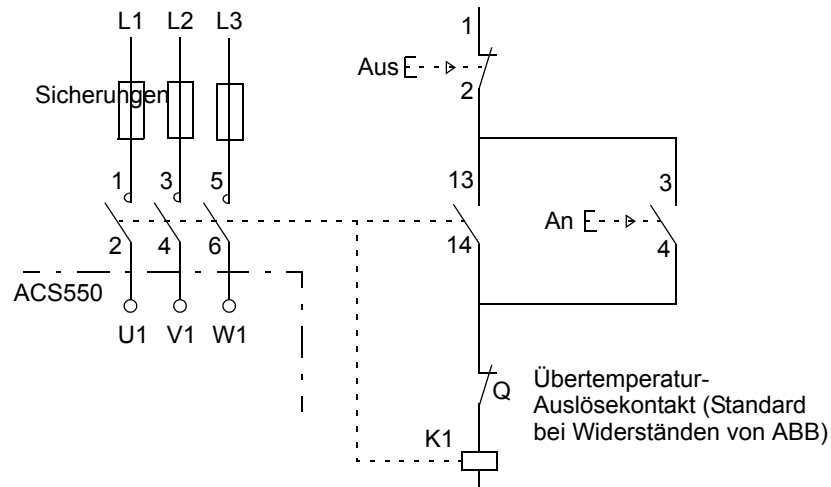 L1 L2 L3
1
Aus
2
Sicherungen
1 3 5
13
3
An
2 4 6
14
4
ACS550
U1 V1 W1
Q
Übertemperatur-
Auslösekontakt (Standard
bei Widerständen von ABB)
K1